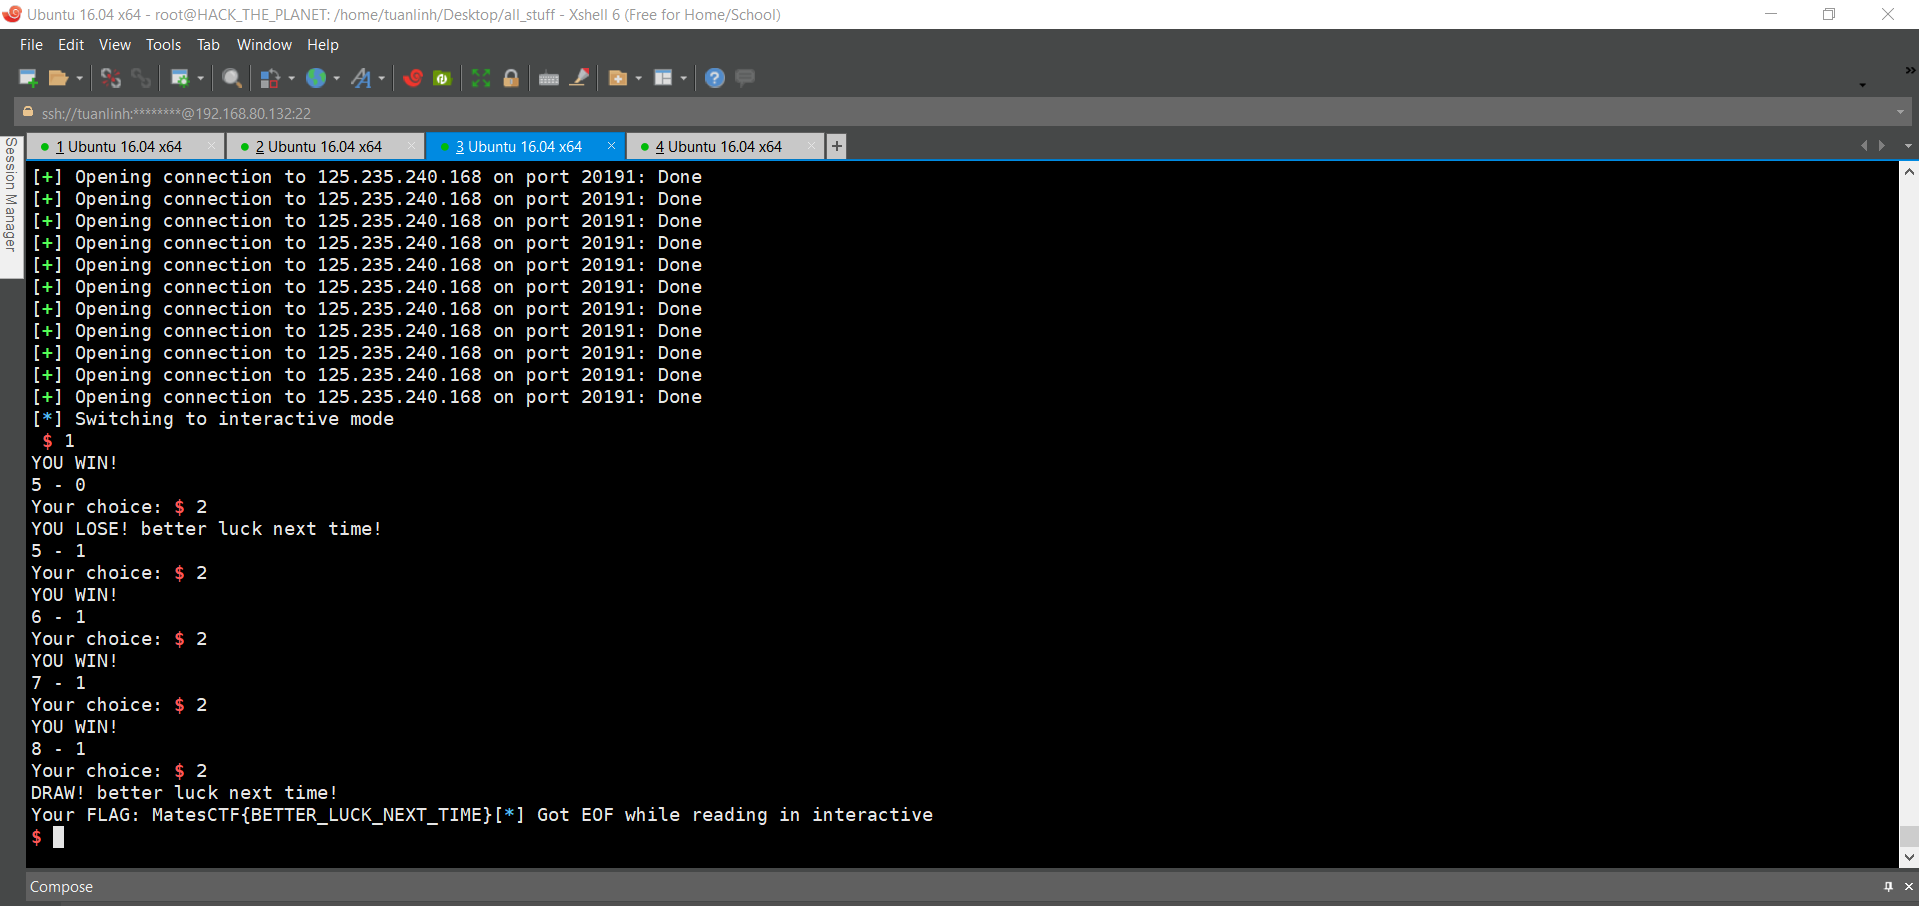 Ubuntu 16.04 x64 - root@HACK_THE_PLANET: /home/tuanlinh/Desktop/all_stuff - Xshell 6 (Free for Home/School)
File Edit View Tools Tab Window Help
ssh://tuanlinh:********@192.168.80.132:22
Session Manager
1 Ubuntu 16.04 x64 2 Ubuntu 16.04 x64 3 Ubuntu 16.04 x64 4 Ubuntu 16.04 x64
[+] Opening connection to 125.235.240.168 on port 20191: Done
[+] Opening connection to 125.235.240.168 on port 20191: Done
[+] Opening connection to 125.235.240.168 on port 20191: Done
[+] Opening connection to 125.235.240.168 on port 20191: Done
[+] Opening connection to 125.235.240.168 on port 20191: Done
[+] Opening connection to 125.235.240.168 on port 20191: Done
[+] Opening connection to 125.235.240.168 on port 20191: Done
[+] Opening connection to 125.235.240.168 on port 20191: Done
[+] Opening connection to 125.235.240.168 on port 20191: Done
[+] Opening connection to 125.235.240.168 on port 20191: Done
[+] Opening connection to 125.235.240.168 on port 20191: Done
[*] Switching to interactive mode
$ 1
YOU WIN!
5 - 0
Your choice: $ 2
YOU LOSE! better luck next time!
5 - 1
Your choice: $ 2
YOU WIN!
6 - 1
Your choice: $ 2
YOU WIN!
7 - 1
Your choice: $ 2
YOU WIN!
8 - 1
Your choice: $ 2
DRAW! better luck next time!
Your FLAG: MatesCTF{BETTER_LUCK_NEXT_TIME}[*] Got EOF while reading in interactive
$
Compose